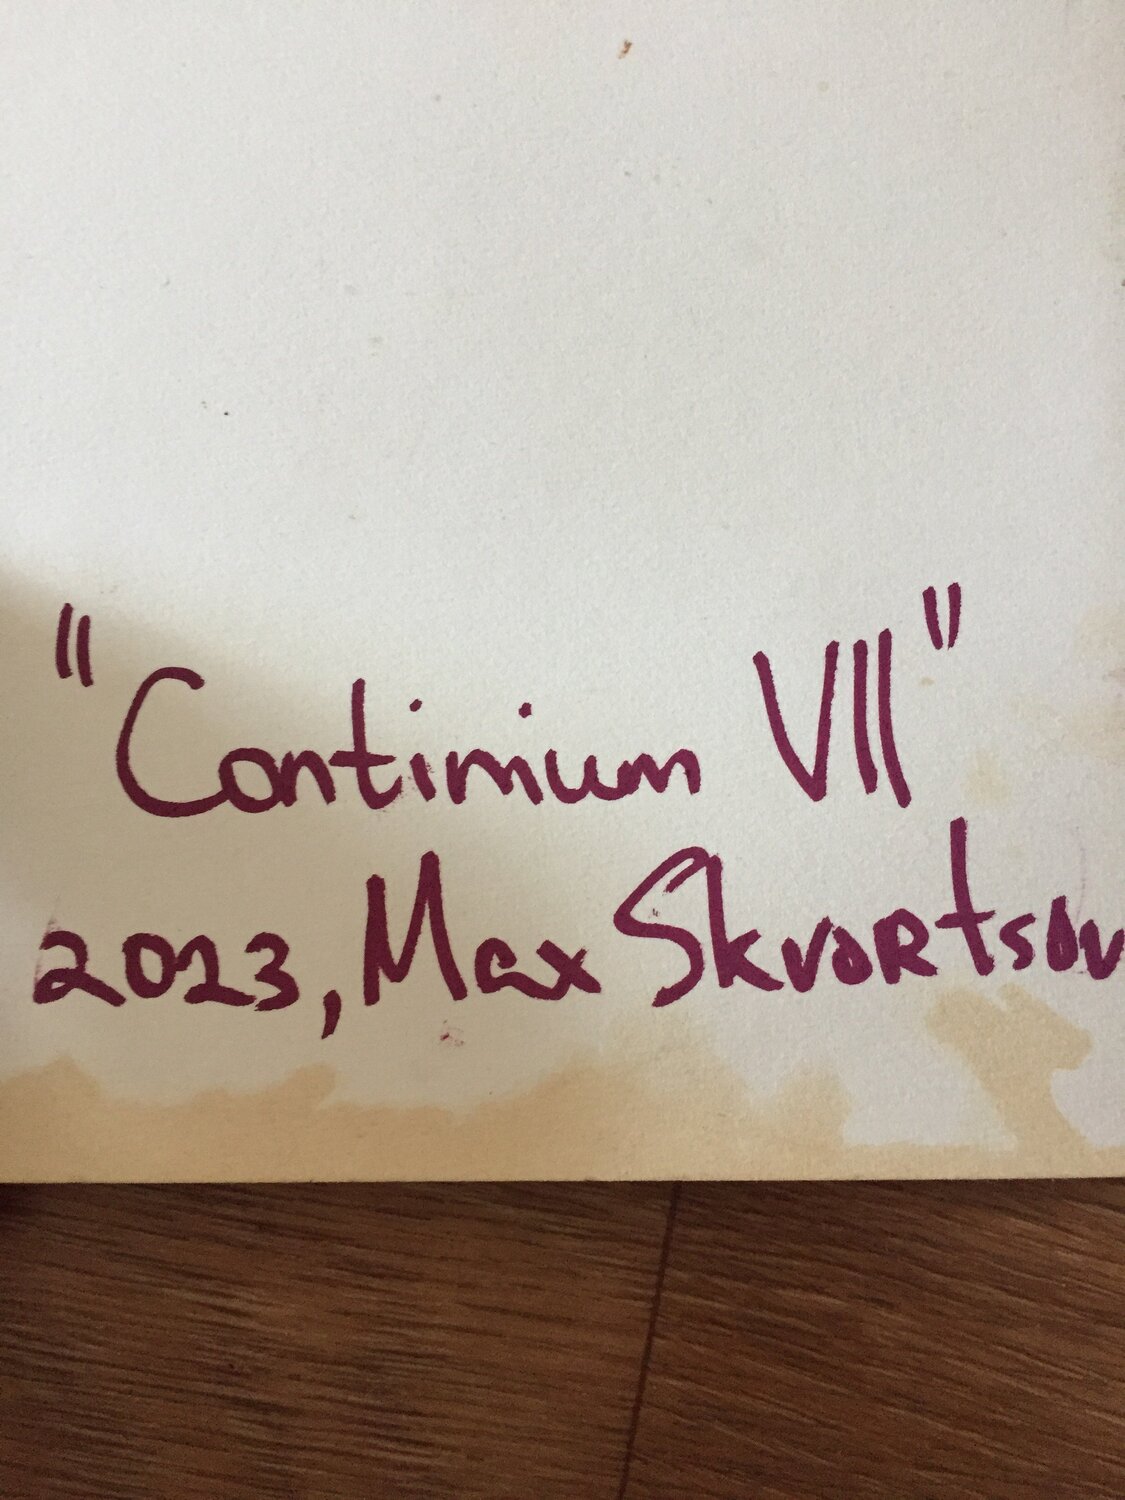 "Contimium VII"
2023, Max Skvortsov